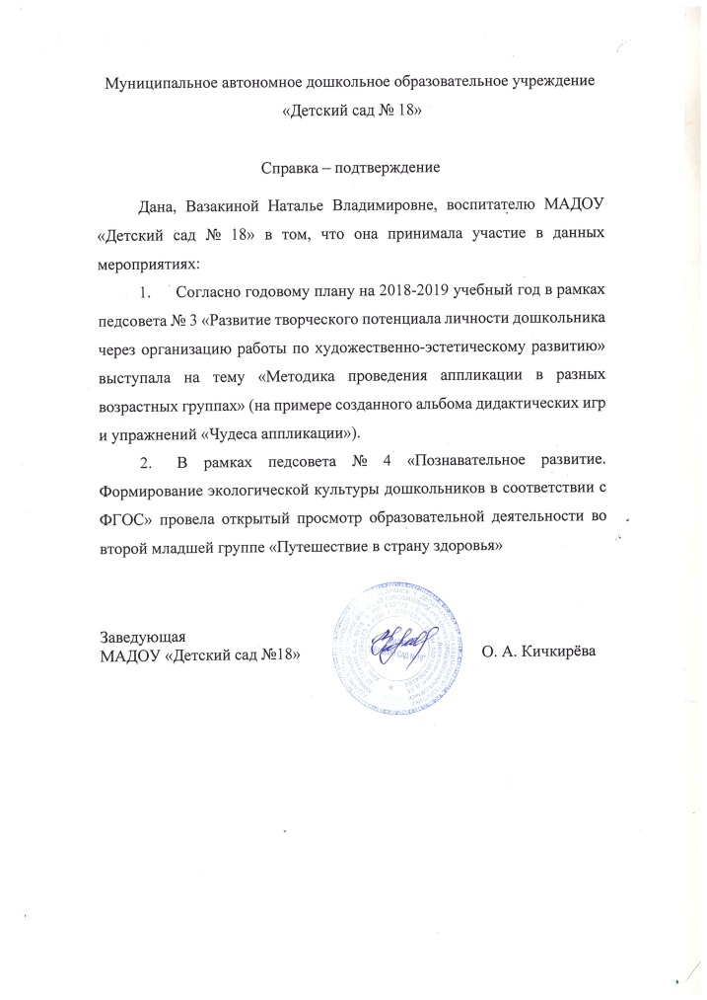 Муниципальное автономное дошкольное образовательное учреждение
«Детский сад № 18»
Справка – подтверждение
Дана, Вазакиной Наталье Владимировне, воспитателю МАДОУ
«Детский сад № 18» в том, что она принимала участие в данных
мероприятиях:
1. Согласно годовому плану на 2018-2019 учебный год в рамках
педсовета № 3 «Развитие творческого потенциала личности дошкольника
через организацию работы по художественно-эстетическому развитию»
выступала на тему «Методика проведения аппликации в разных
возрастных группах» (на примере созданного альбома дидактических игр
и упражнений «Чудеса аппликации»).
2. В рамках педсовета № 4 «Познавательное развитие.
Формирование экологической культуры дошкольников в соответствии с
ФГОС» провела открытый просмотр образовательной деятельности во
второй младшей группе «Путешествие в страну здоровья»
Заведующая
МАДОУ «Детский сад №18»
О. А. Кичкирёва